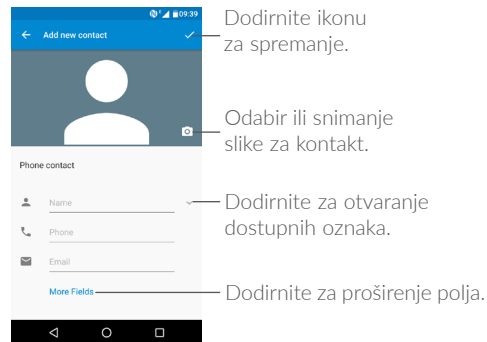 09:39
Add new contact
Dodirnite ikonu
za spremanje.
Odabir ili snimanje
slike za kontakt.
Phone contact
Name
Dodirnite za otvaranje
dostupnih oznaka.
Phone
Email
More Fields
Dodirnite za proširenje polja.